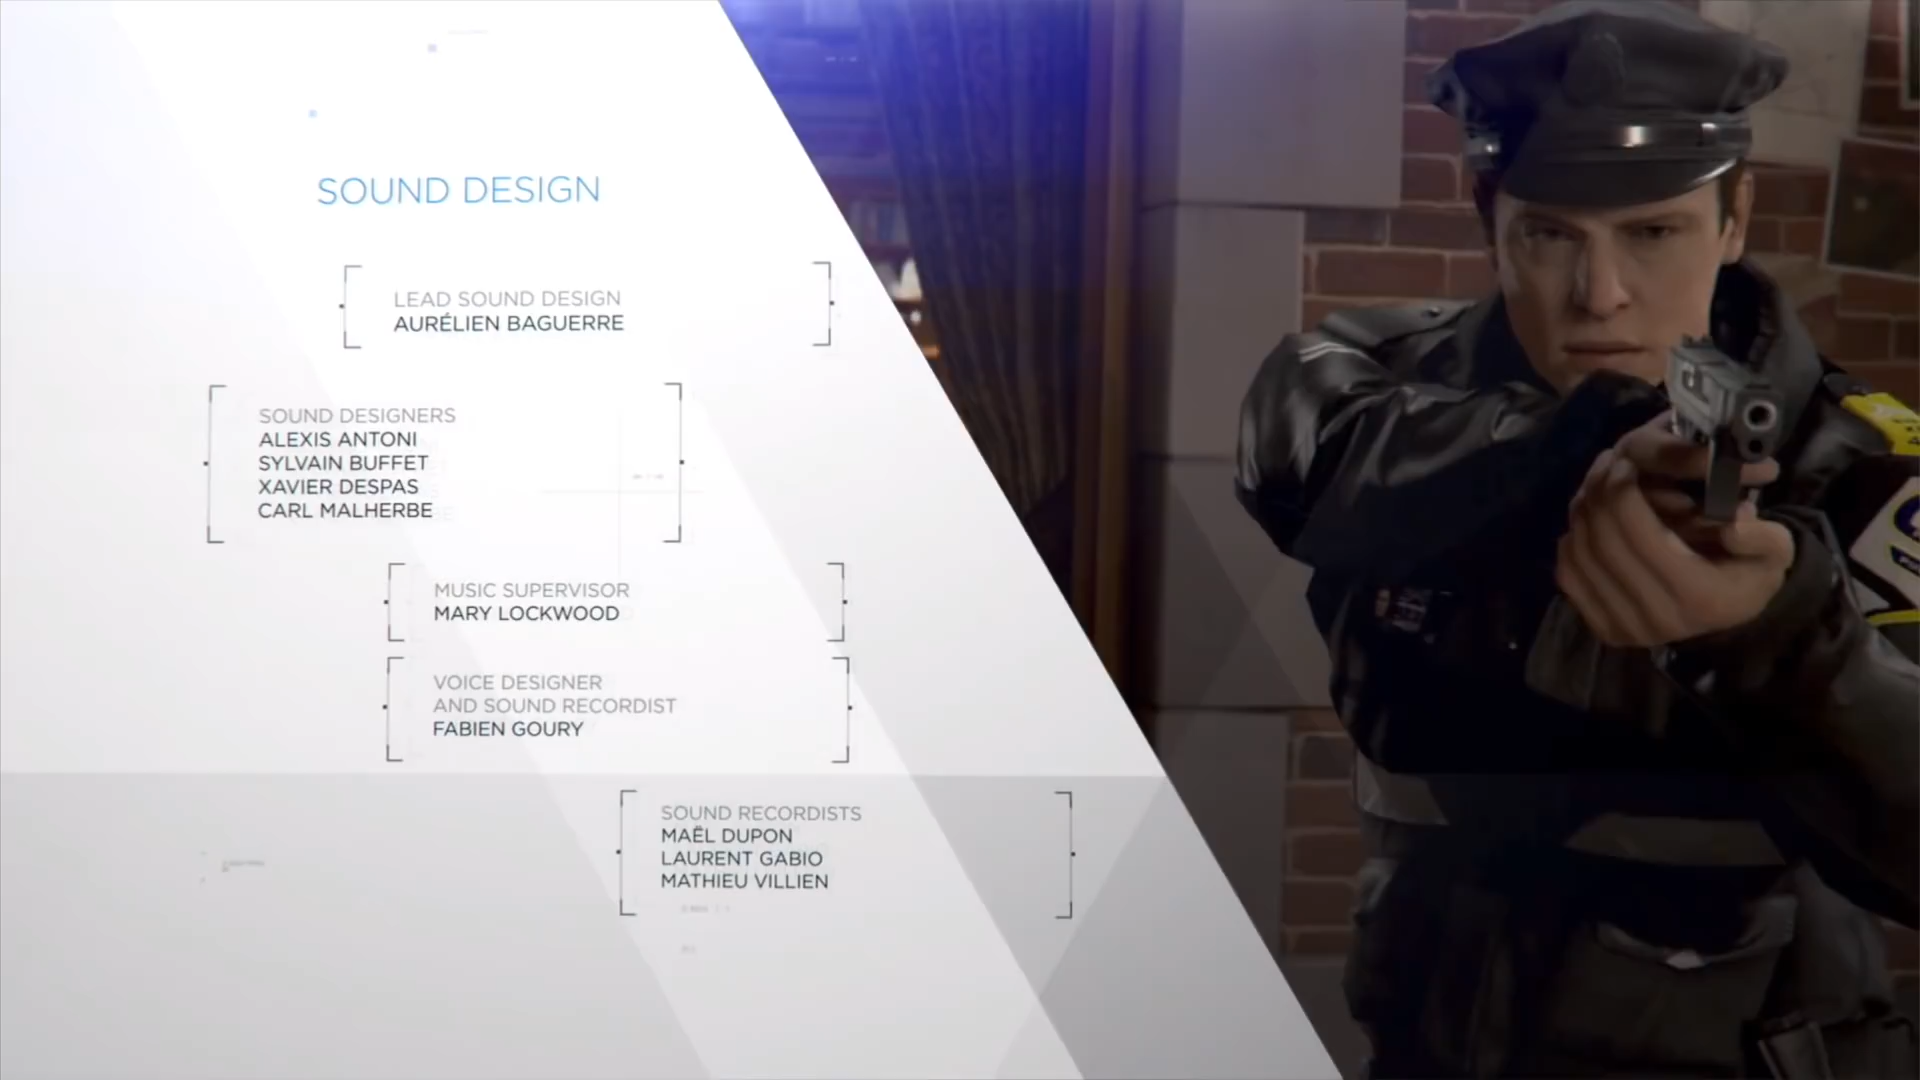 SOUND DESIGN
LEAD SOUND DESIGN
AURÉLIEN BAGUERRE
SOUND DESIGNERS
ALEXIS ANTONI
SYLVAIN BUFFET
XAVIER DESPAS
CARL MALHERBE
MUSIC SUPERVISOR
MARY LOCKWOOD
VOICE DESIGNER
AND SOUND RECORDIST
FABIEN GOURY
SOUND RECORDISTS
MAËL DUPON
LAURENT GABIO
MATHIEU VILLIEN